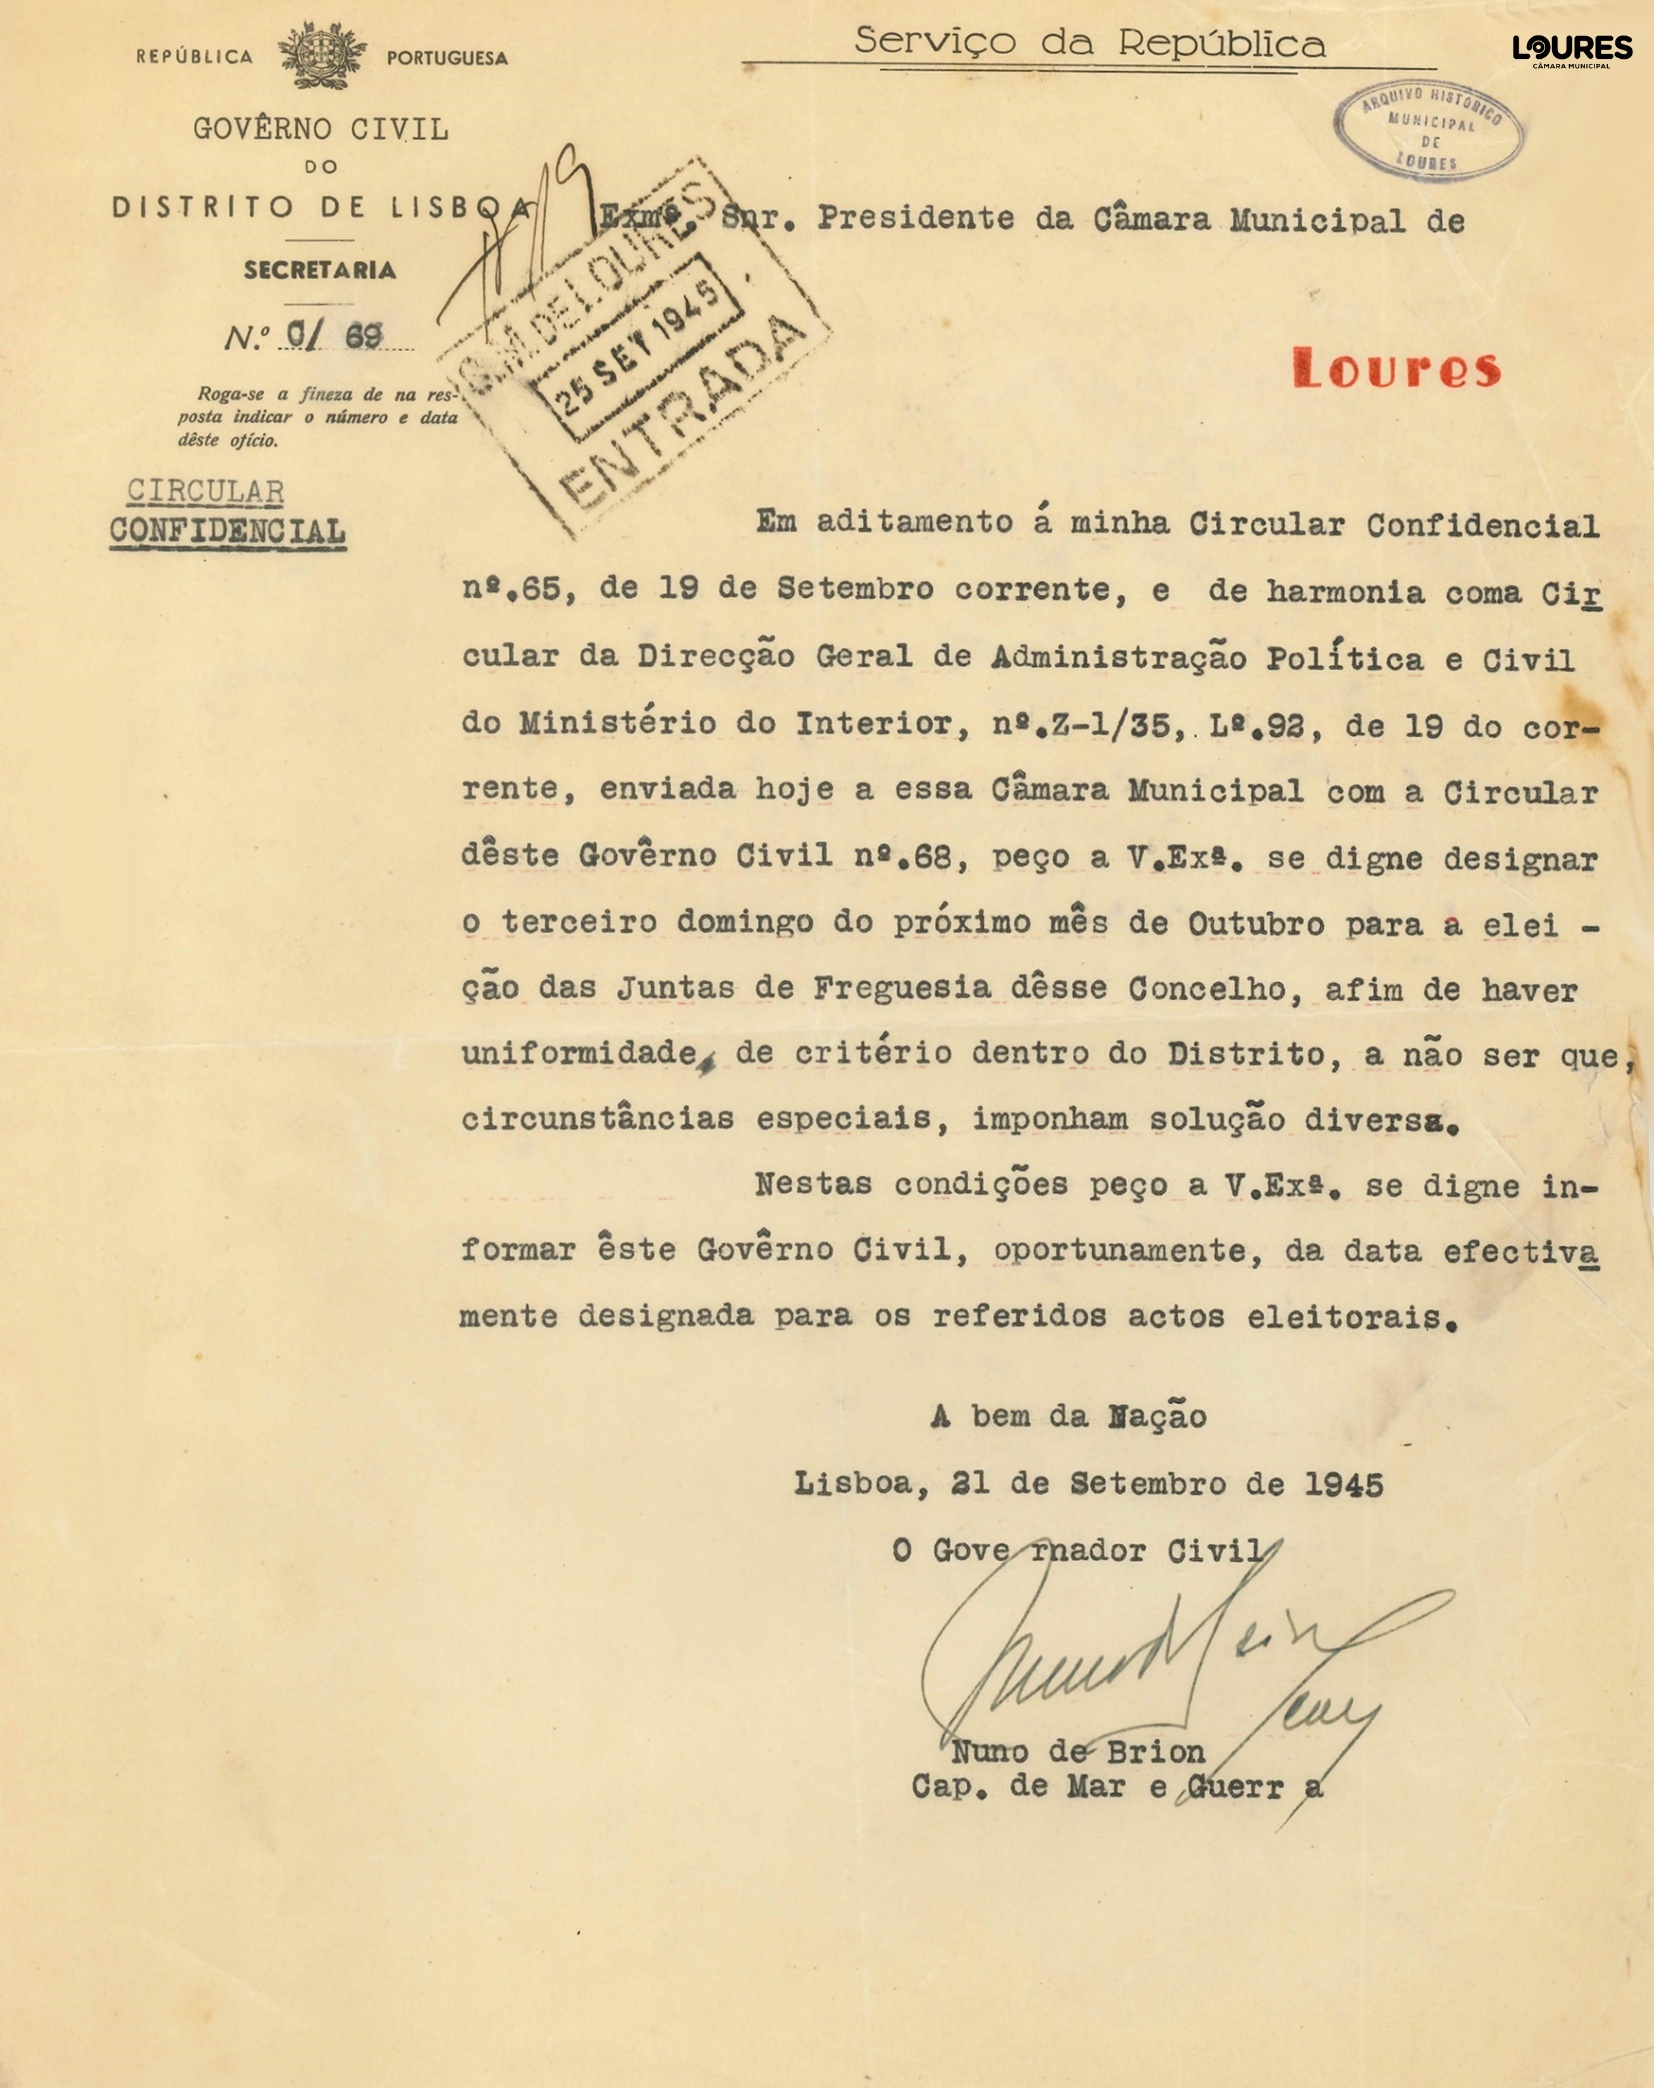 REPÚBLICA PORTUGUESA
GOVÊRNO CIVIL
DO
DISTRITO DE LISBOA
SECRETARIA
N.º 0/ 69
Roga-se a fineza de na res-
posta indicar o número e data
dêste ofício.
CIRCULAR
CONFIDENCIAL
Serviço da República
LOURES
CÂMARA MUNICIPAL
ARQUIVO HISTÓRICO
MUNICIPAL
DE
LOURES
Exmº. Snr. Presidente da Câmara Municipal de
Loures
C.M. DE LOURES
25 SET 1945
ENTRADA
Em aditamento á minha Circular Confidencial
nº.65, de 19 de Setembro corrente, e de harmonia coma Cir
cular da Direcção Geral de Administração Política e Civil
do Ministério do Interior, nº.Z-1/35, Lº.92, de 19 do cor-
rente, enviada hoje a essa Câmara Municipal com a Circular
dêste Govêrno Civil nº.68, peço a V.Exª. se digne designar
o terceiro domingo do próximo mês de Outubro para a elei -
ção das Juntas de Freguesia dêsse Concelho, afim de haver
uniformidade, de critério dentro do Distrito, a não ser que,
circunstâncias especiais, imponham solução diversa.
Nestas condições peço a V.Exª. se digne in-
formar êste Govêrno Civil, oportunamente, da data efectiva
mente designada para os referidos actos eleitorais.
A bem da Nação
Lisboa, 21 de Setembro de 1945
O Gove rnador Civil
Nuno de Brion
Cap. de Mar e Guerr a